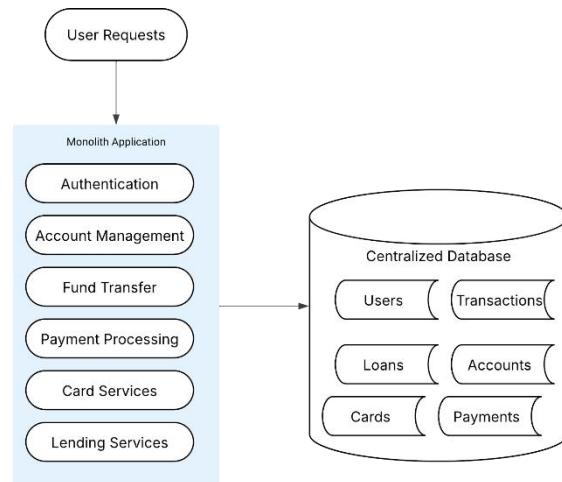 User Requests
Monolith Application
Authentication
Account Management
Fund Transfer
Payment Processing
Card Services
Lending Services
Centralized Database
Users
Transactions
Loans
Accounts
Cards
Payments